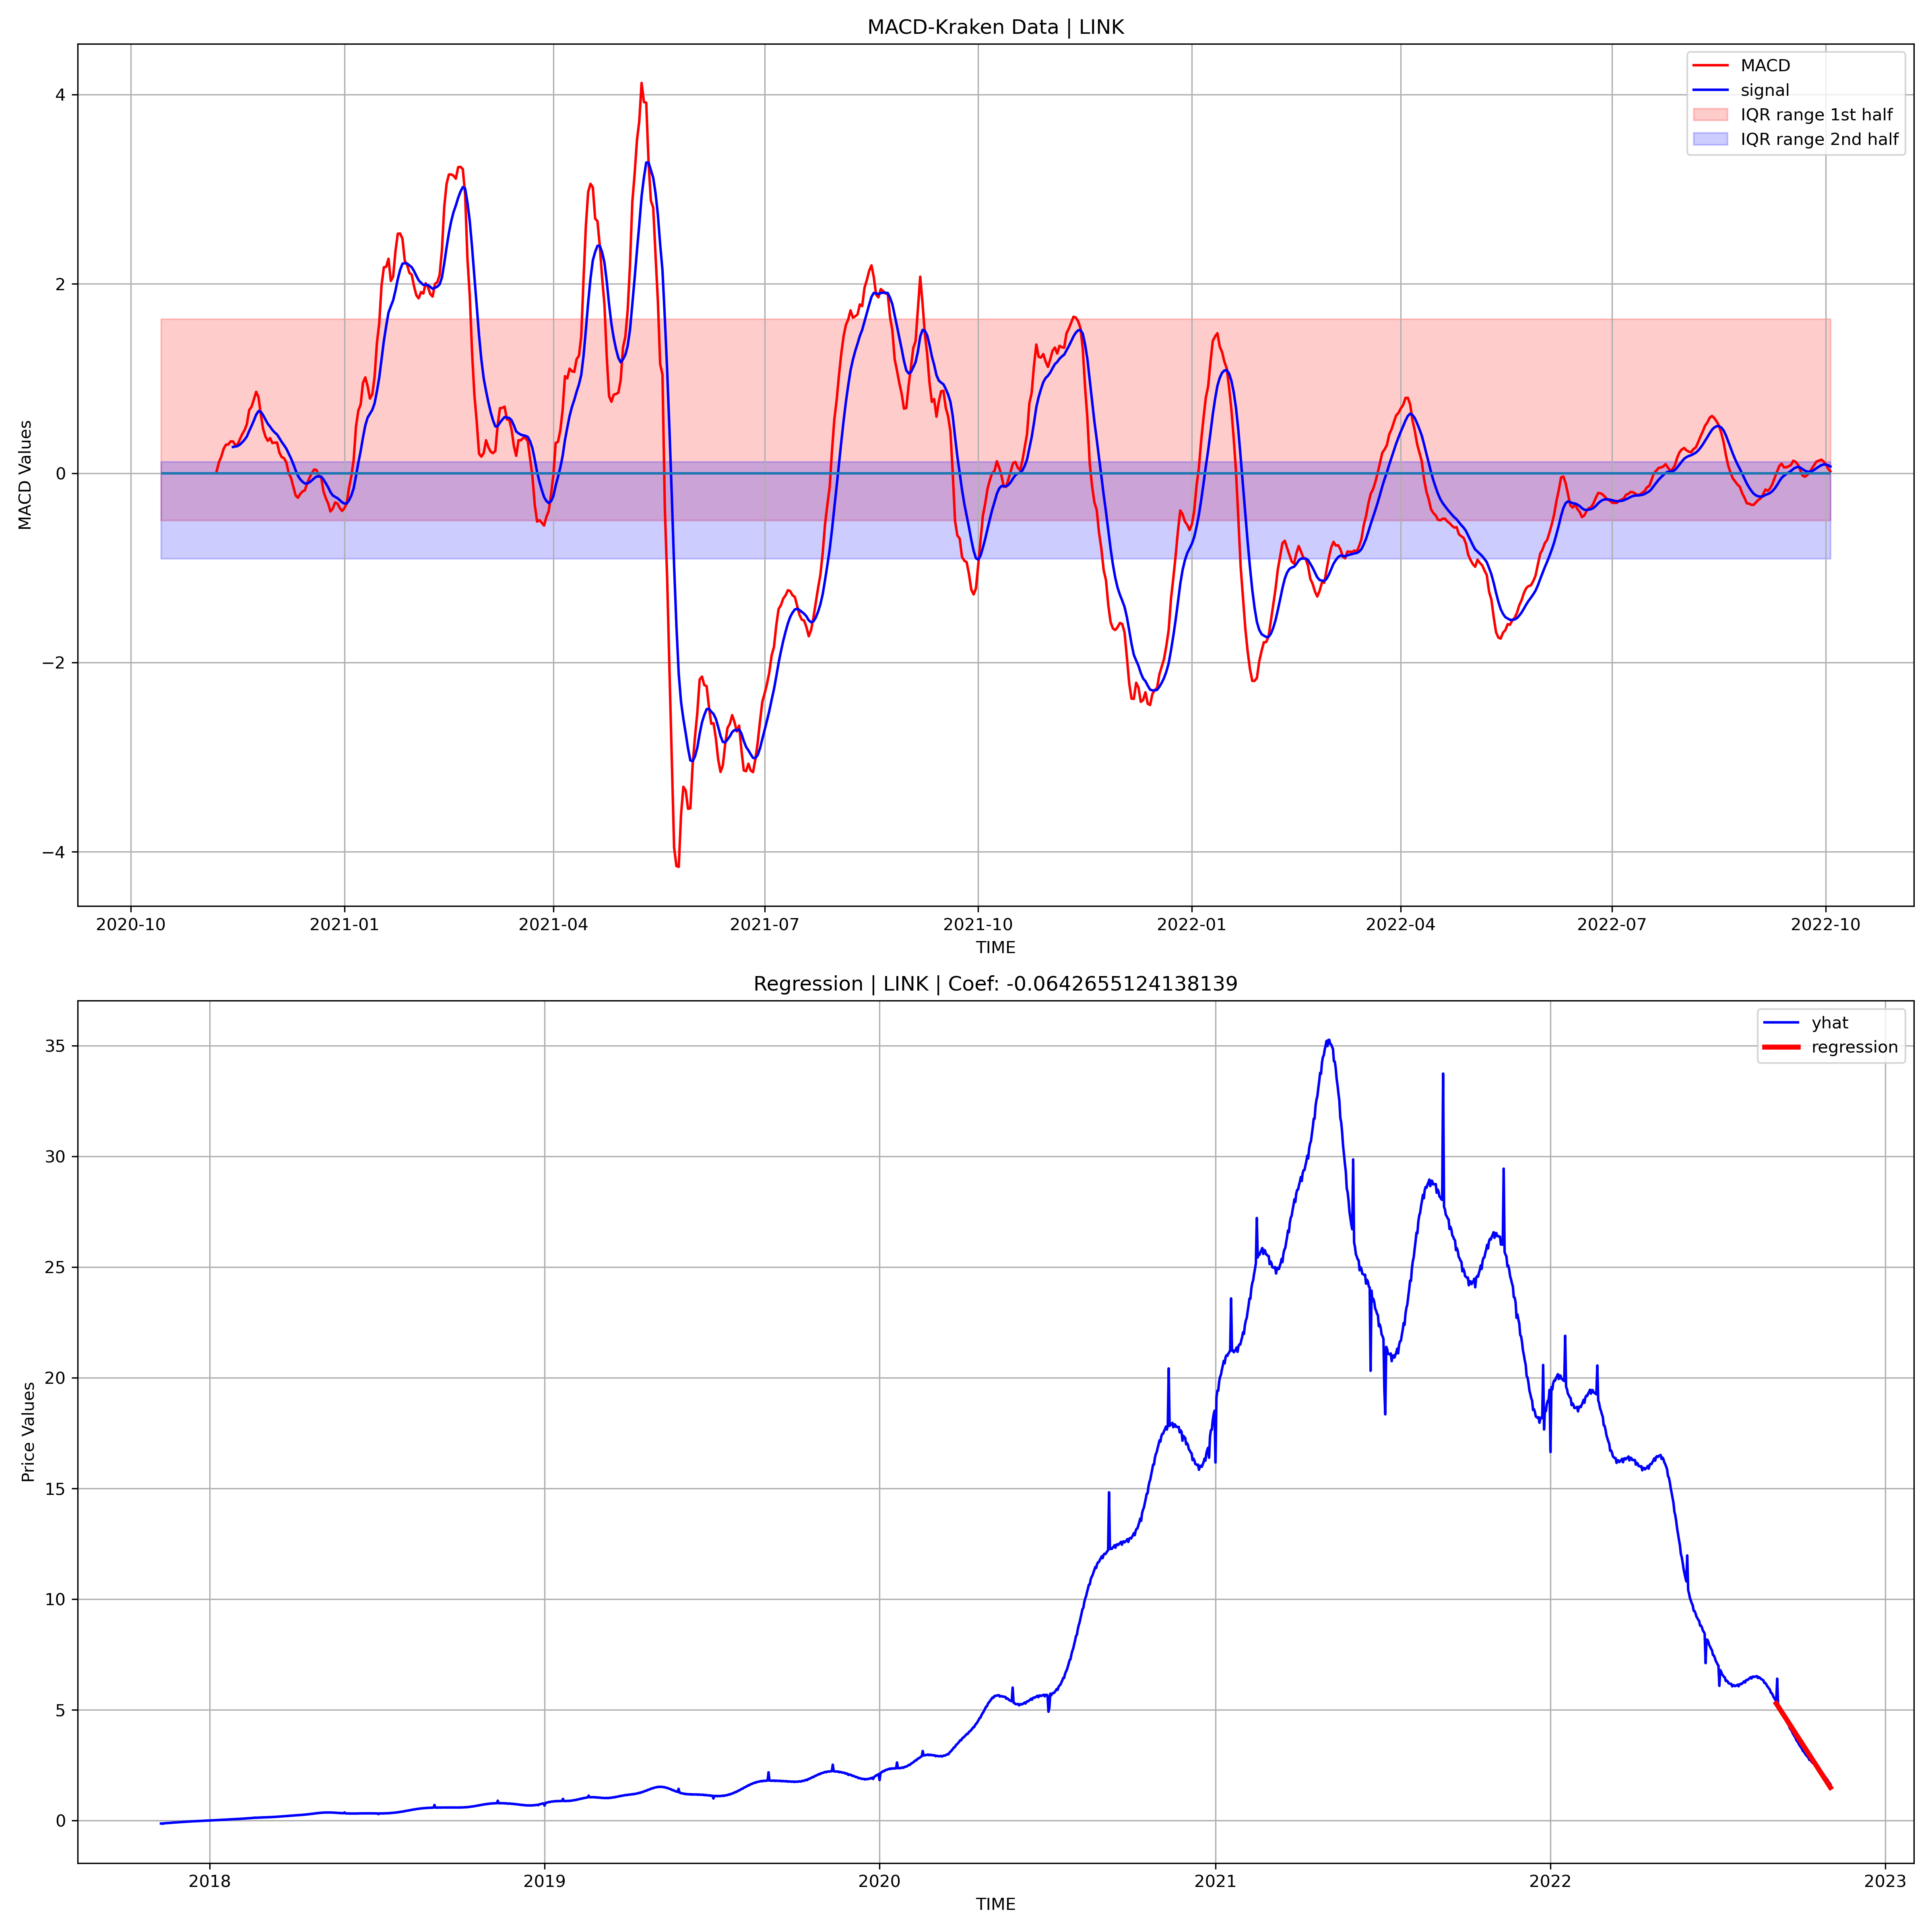 MACD-Kraken Data | LINK
MACD
signal
IQR range 1st half
IQR range 2nd half
4
2
0
−2
−4
MACD Values
2020-10 2021-01 2021-04 2021-07 2021-10 2022-01 2022-04 2022-07 2022-10
TIME
Regression | LINK | Coef: -0.0642655124138139
yhat
regression
35
30
25
20
15
10
5
0
Price Values
2018 2019 2020 2021 2022 2023
TIME